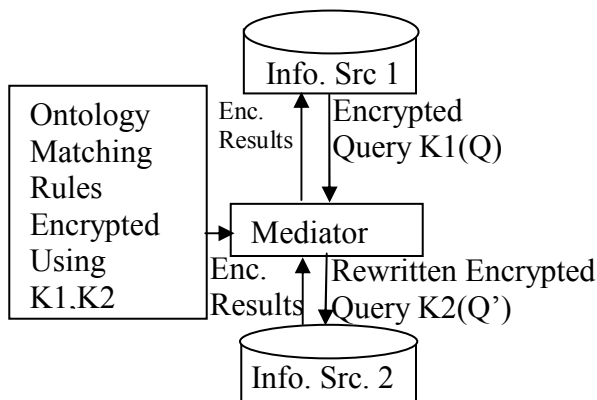 Info. Src 1
Ontology
Matching
Rules
Encrypted
Using
K1,K2
Enc.
Results
Encrypted
Query K1(Q)
Mediator
Enc.
Results
Rewritten Encrypted
Query K2(Q’)
Info. Src. 2